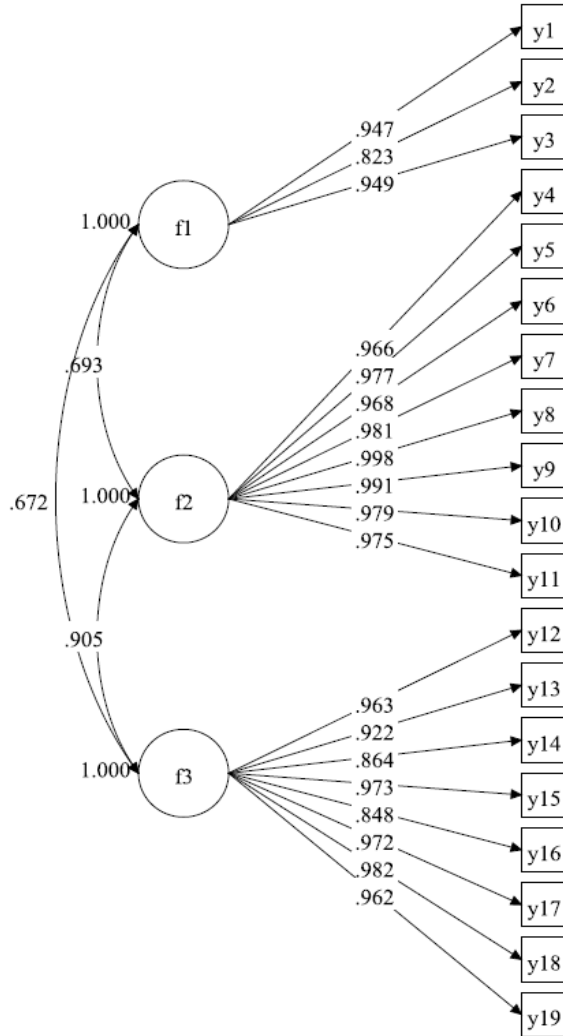 y1
y2
.947
.823
y3
.949
y4
1.000
f1
y5
y6
.966
y7
.693
.977
.968
y8
.981
.998
y9
1.000
f2
.991
.672
.979
y10
.975
y11
y12
.905
.963
y13
.922
y14
.864
1.000
f3
.973
y15
.848
.972
y16
.982
.962
y17
y18
y19